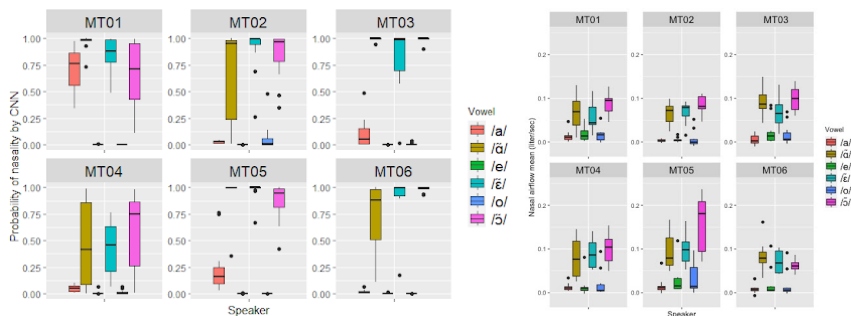 MT01 MT02 MT03
1.00
0.75
0.50
0.25
0.00
MT04 MT05 MT06
1.00
0.75
0.50
0.25
0.00
Probability of nasality by CNN
Speaker
Vowel
/a/
/ɑ̃/
/e/
/ɛ̃/
/o/
/ɔ̃/
MT01 MT02 MT03
0.2
0.1
0.0
MT04 MT05 MT06
0.2
0.1
0.0
Nasal airflow mean (liter/sec)
Speaker
Vowel
/a/
/ɑ̃/
/e/
/ɛ̃/
/o/
/ɔ̃/